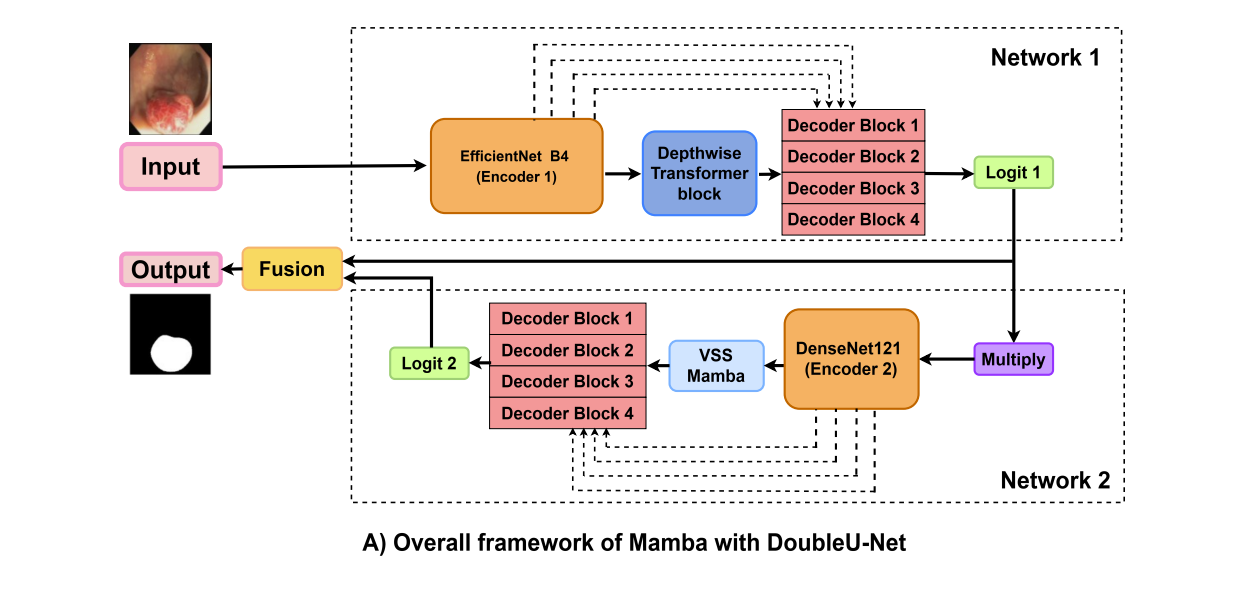 Network 1
Input
EfficientNet B4
(Encoder 1)
Depthwise
Transformer
block
Decoder Block 1
Decoder Block 2
Decoder Block 3
Decoder Block 4
Logit 1
Output
Fusion
Logit 2
Decoder Block 1
Decoder Block 2
Decoder Block 3
Decoder Block 4
VSS
Mamba
DenseNet121
(Encoder 2)
Multiply
Network 2
A) Overall framework of Mamba with DoubleU-Net